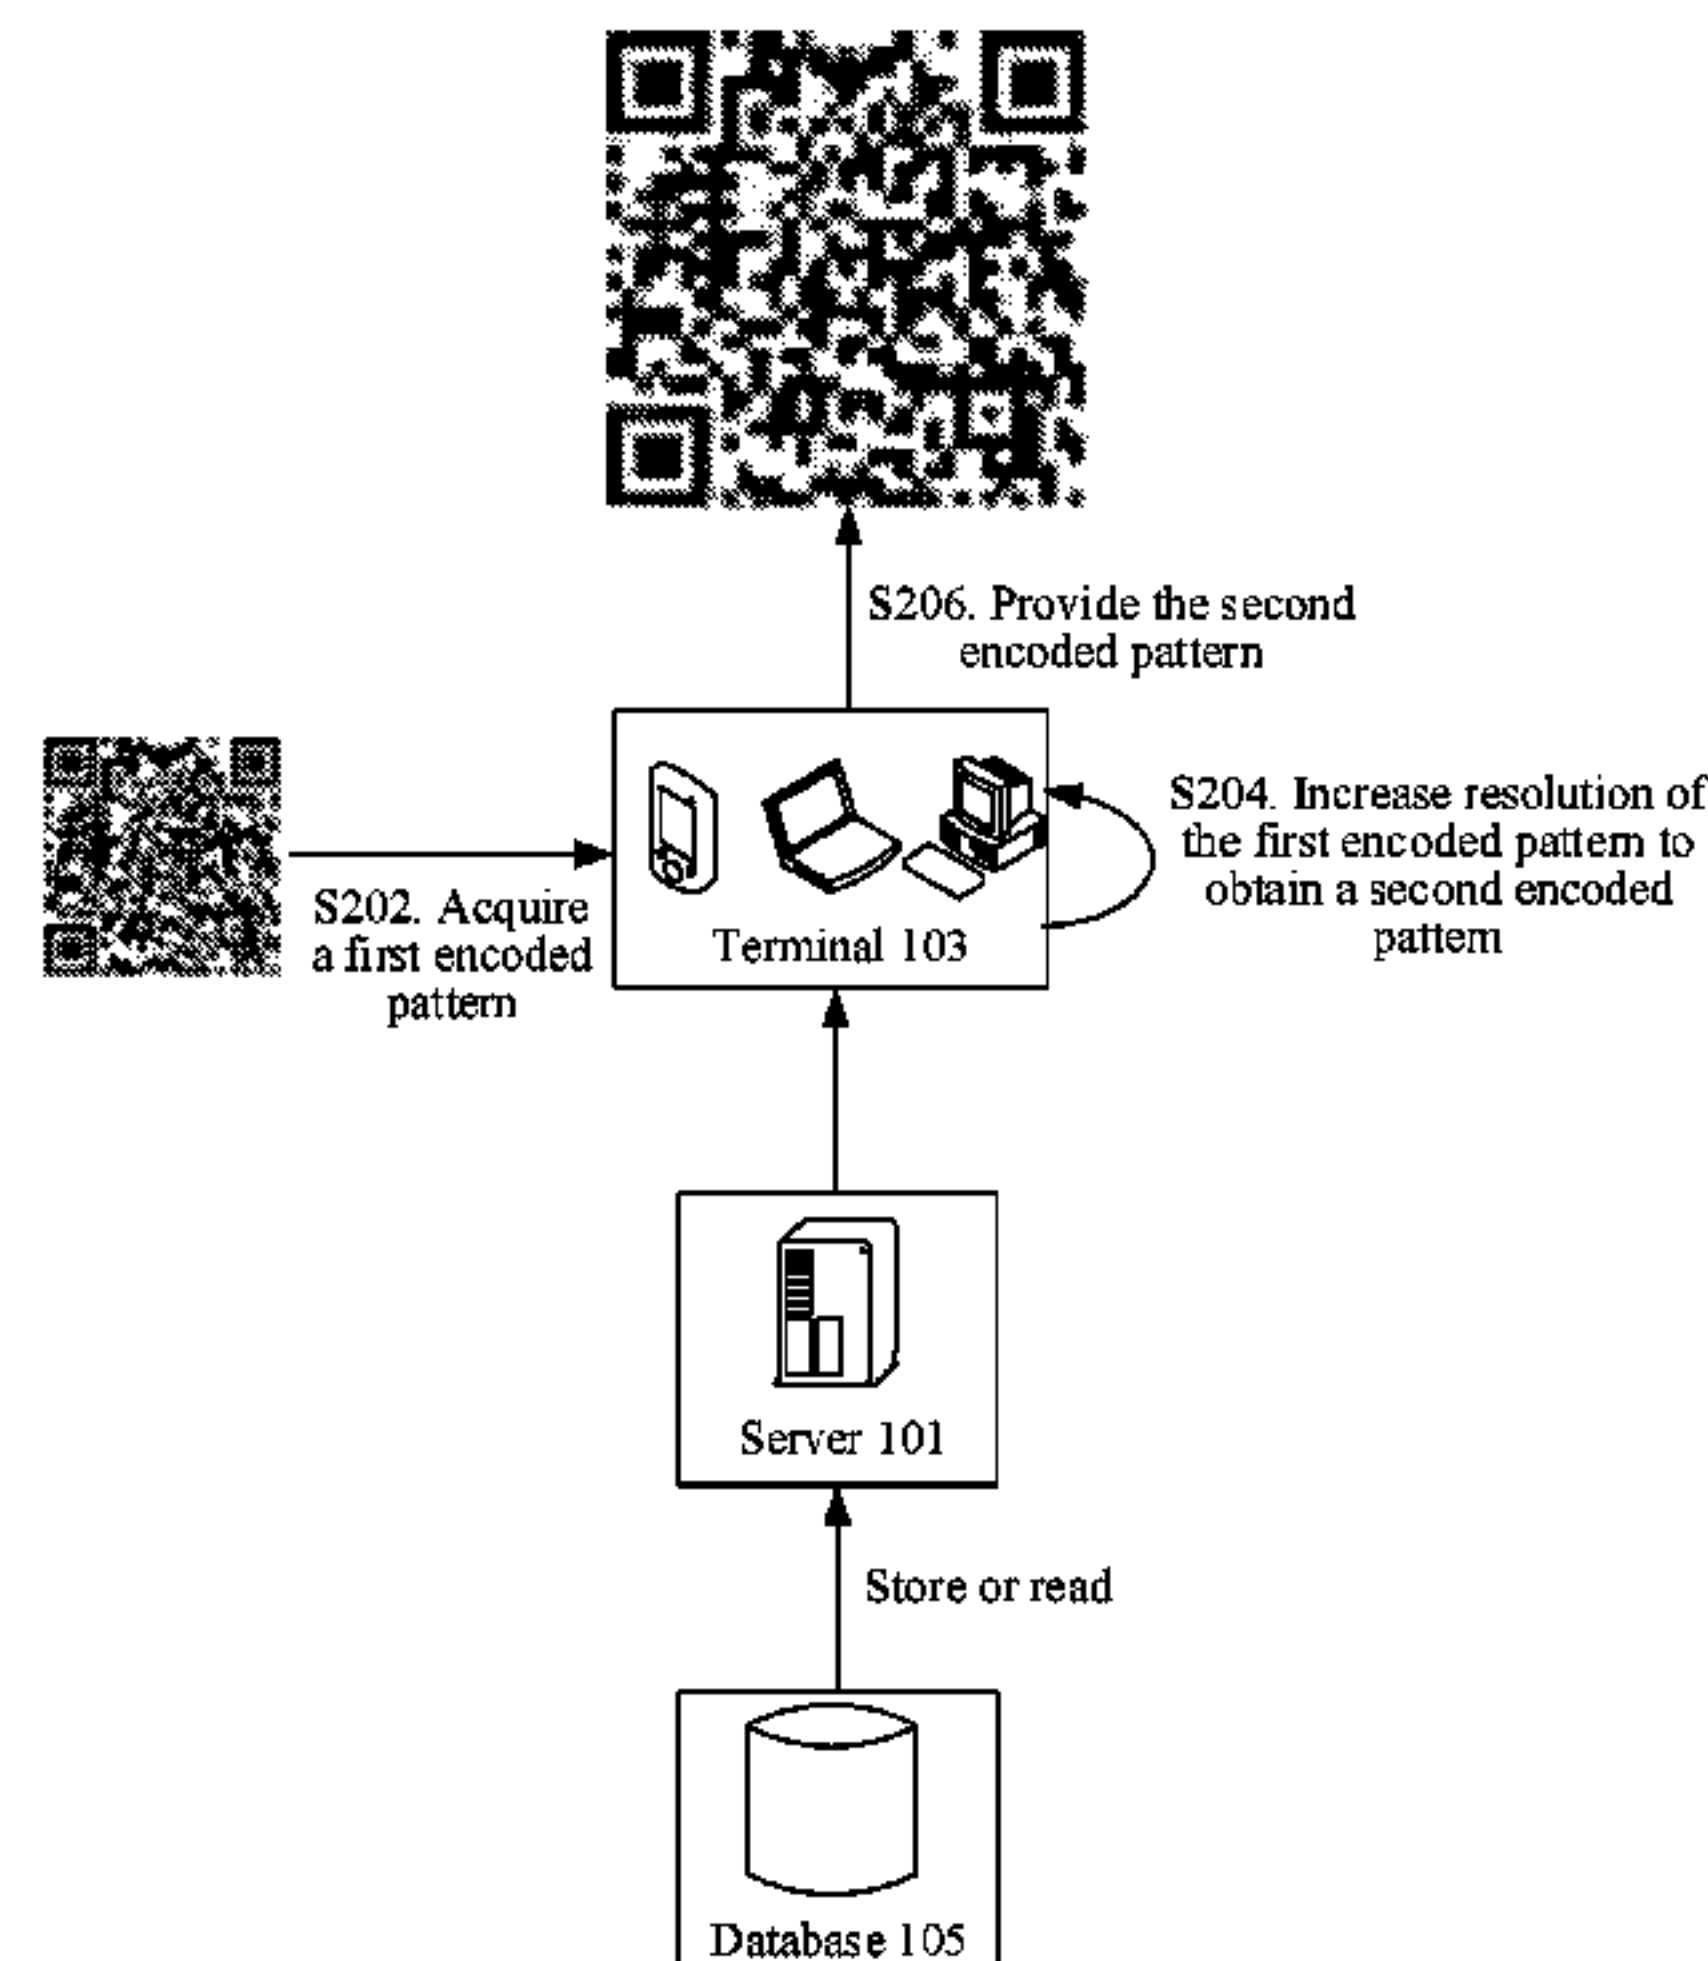 S206. Provide the second
encoded pattern
S202. Acquire
a first encoded
pattern
Terminal 103
S204. Increase resolution of
the first encoded pattern to
obtain a second encoded
pattern
Server 101
Store or read
Database 105